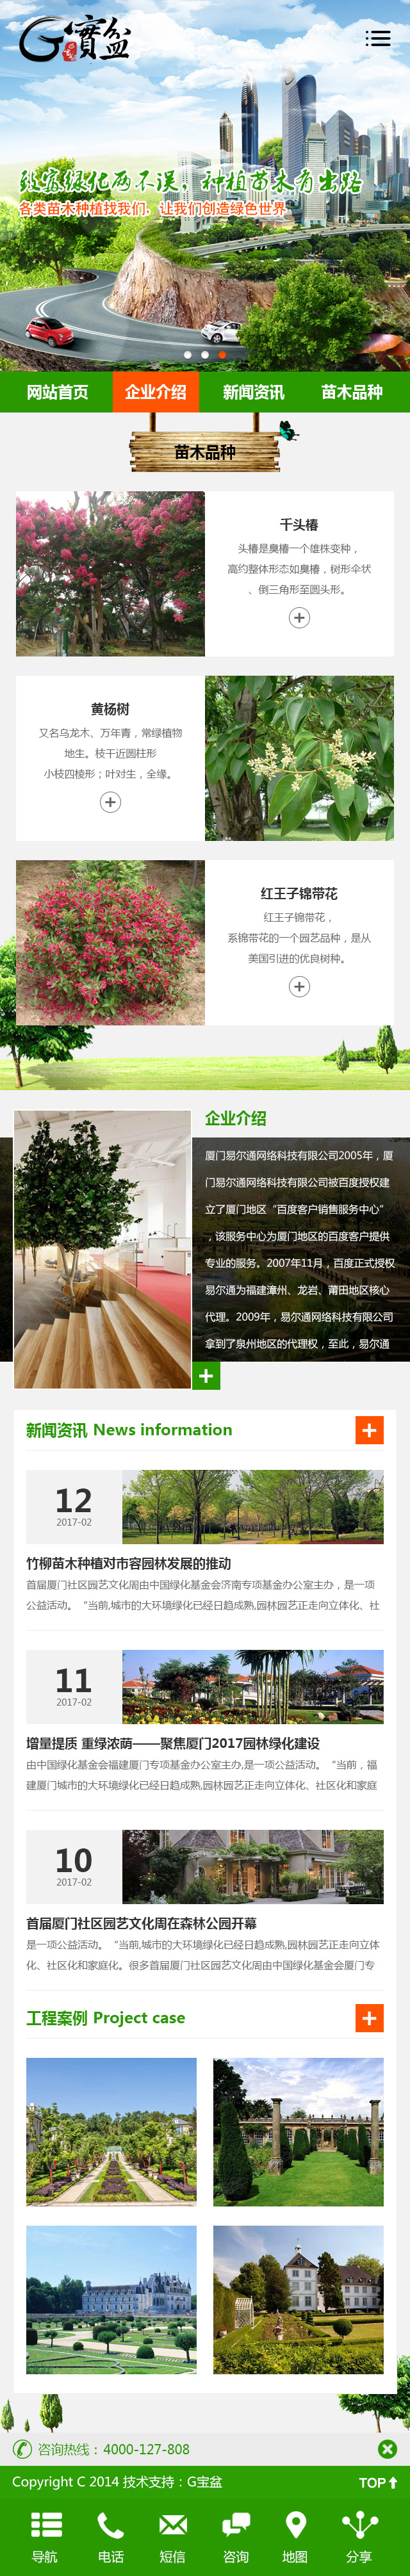 G宝盆
致富绿化两不误，种植苗木有出路
各类苗木种植找我们、让我们创造绿色世界
网站首页 企业介绍 新闻资讯 苗木品种
苗木品种
千头椿
头椿是臭椿一个雄株变种，
高约整体形态如臭椿，树形伞状
、倒三角形至圆头形。
黄杨树
又名乌龙木、万年青，常绿植物
地生。枝干近圆柱形
小枝四棱形；叶对生，全缘。
红王子锦带花
红王子锦带花，
系锦带花的一个园艺品种，是从
美国引进的优良树种。
企业介绍
厦门易尔通网络科技有限公司2005年，厦
门易尔通网络科技有限公司被百度授权建
立了厦门地区“百度客户销售服务中心”
，该服务中心为厦门地区的百度客户提供
专业的服务。2007年11月，百度正式授权
易尔通为福建漳州、龙岩、莆田地区核心
代理。2009年，易尔通网络科技有限公司
拿到了泉州地区的代理权，至此，易尔通
新闻资讯 News information
12
2017-02
竹柳苗木种植对市容园林发展的推动
首届厦门社区园艺文化周由中国绿化基金会济南专项基金办公室主办，是一项
公益活动。“当前,城市的大环境绿化已经日趋成熟,园林园艺正走向立体化、社
11
2017-02
增量提质 重绿浓荫——聚焦厦门2017园林绿化建设
由中国绿化基金会福建厦门专项基金办公室主办,是一项公益活动。“当前，福
建厦门城市的大环境绿化已经日趋成熟,园林园艺正走向立体化、社区化和家庭
10
2017-02
首届厦门社区园艺文化周在森林公园开幕
是一项公益活动。“当前,城市的大环境绿化已经日趋成熟,园林园艺正走向立体
化、社区化和家庭化。很多首届厦门社区园艺文化周由中国绿化基金会厦门专
工程案例 Project case
咨询热线：4000-127-808
Copyright C 2014 技术支持：G宝盆
TOP
导航 电话 短信 咨询 地图 分享